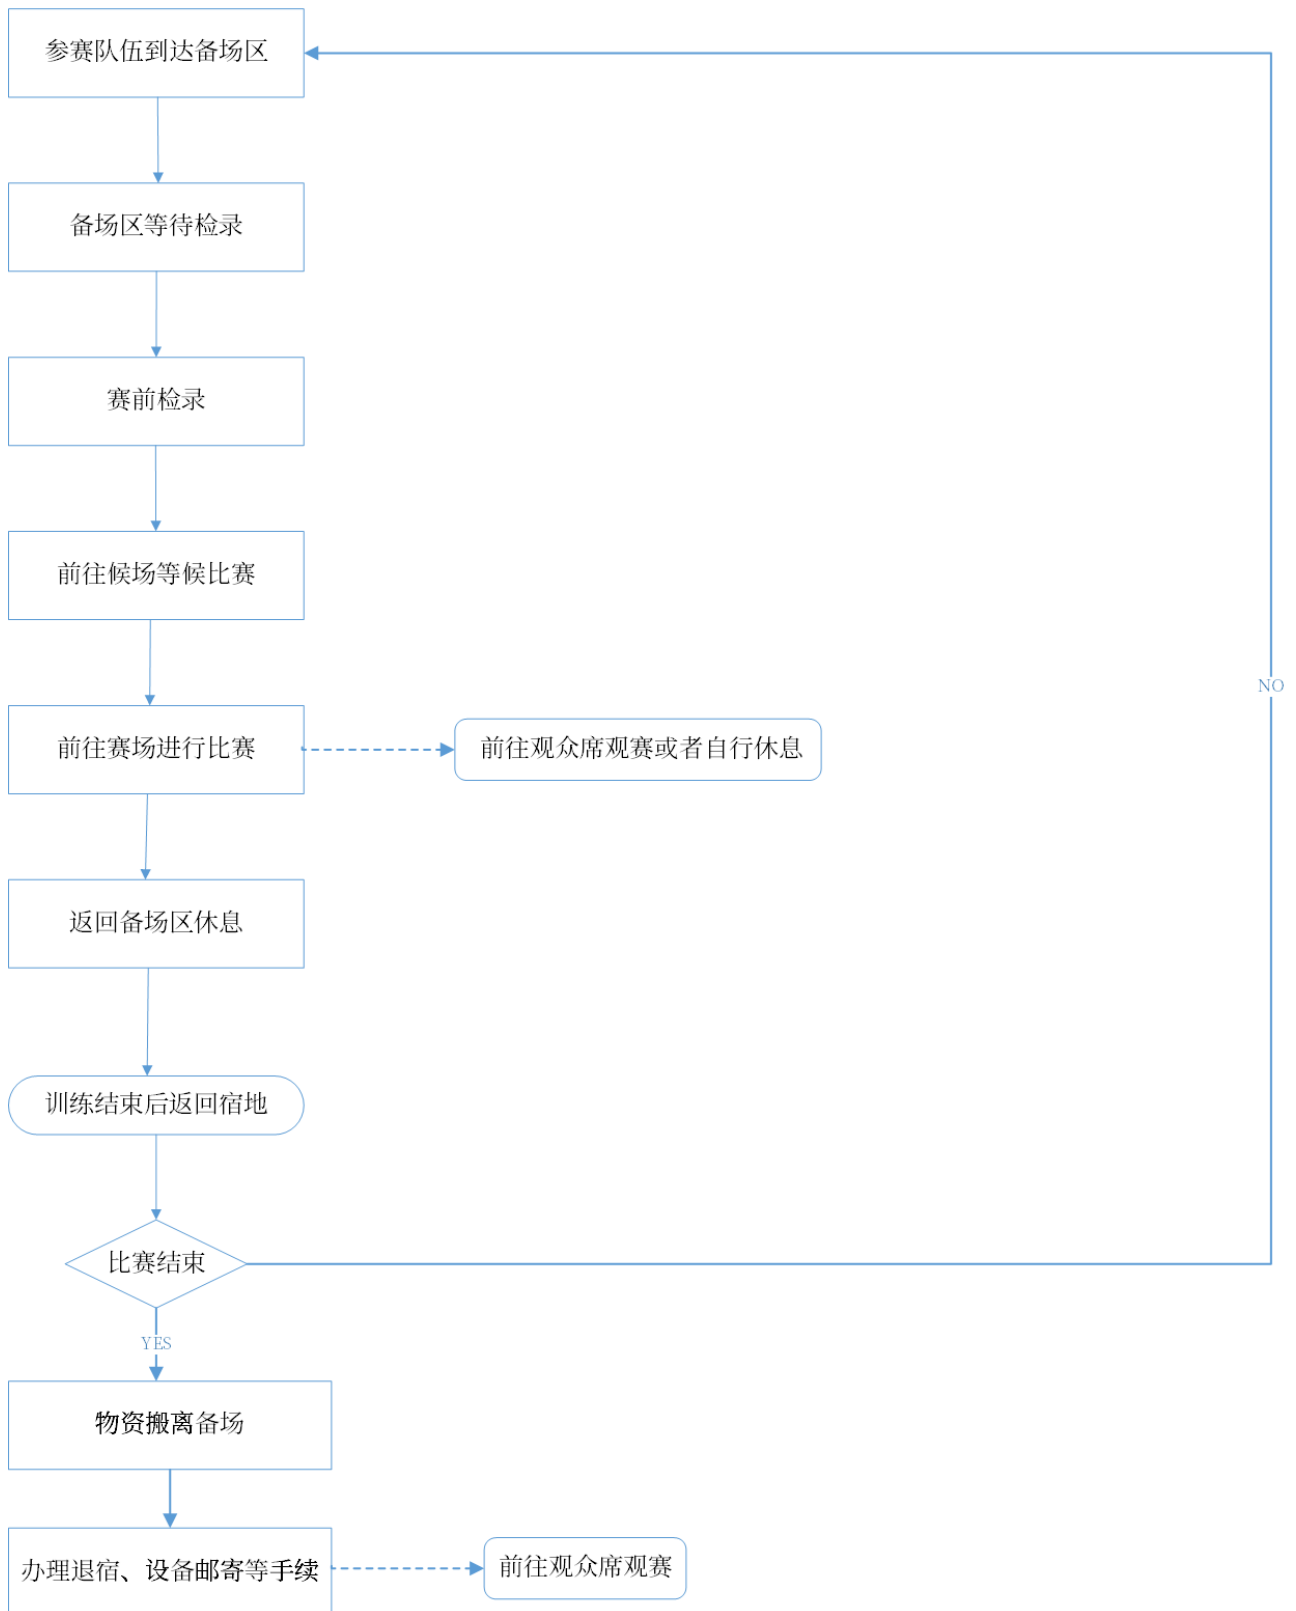 参赛队伍到达备场区
备场区等待检录
赛前检录
前往候场等候比赛
NO
前往赛场进行比赛
前往观众席观赛或者自行休息
返回备场区休息
训练结束后返回宿地
比赛结束
YES
物资搬离备场
办理退宿、设备邮寄等手续
前往观众席观赛